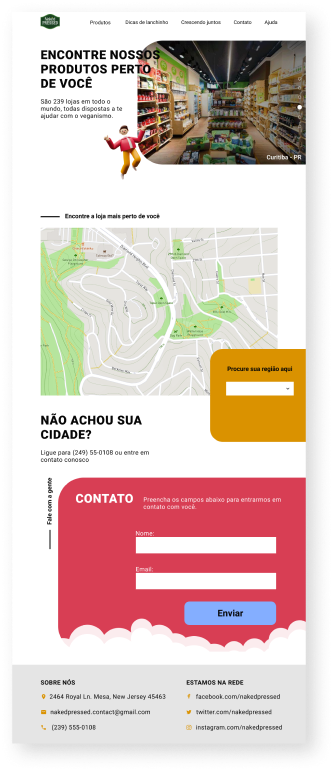 Naked
PRESSED
Produtos
Dicas de lanchinho
Crescendo juntos
Contato
Ajuda
ENCONTRE NOSSOS
PRODUTOS PERTO
DE VOCÊ
São 239 lojas em todo o
mundo, todas dispostas a te
ajudar com o veganismo.
Curitiba - PR
Encontre a loja mais perto de você
Procure sua região aqui
NÃO ACHOU SUA
CIDADE?
Ligue para (249) 55-0108 ou entre em
contato conosco
Fale com a gente
CONTATO
Preencha os campos abaixo para entrarmos em
contato com você.
Nome:
Email:
Enviar
SOBRE NÓS
2464 Royal Ln. Mesa, New Jersey 45463
nakedpressed.contact@gmail.com
(239) 555-0108
ESTAMOS NA REDE
facebook.com/nakedpressed
twitter.com/nakedpressed
instagram.com/nakedpressed